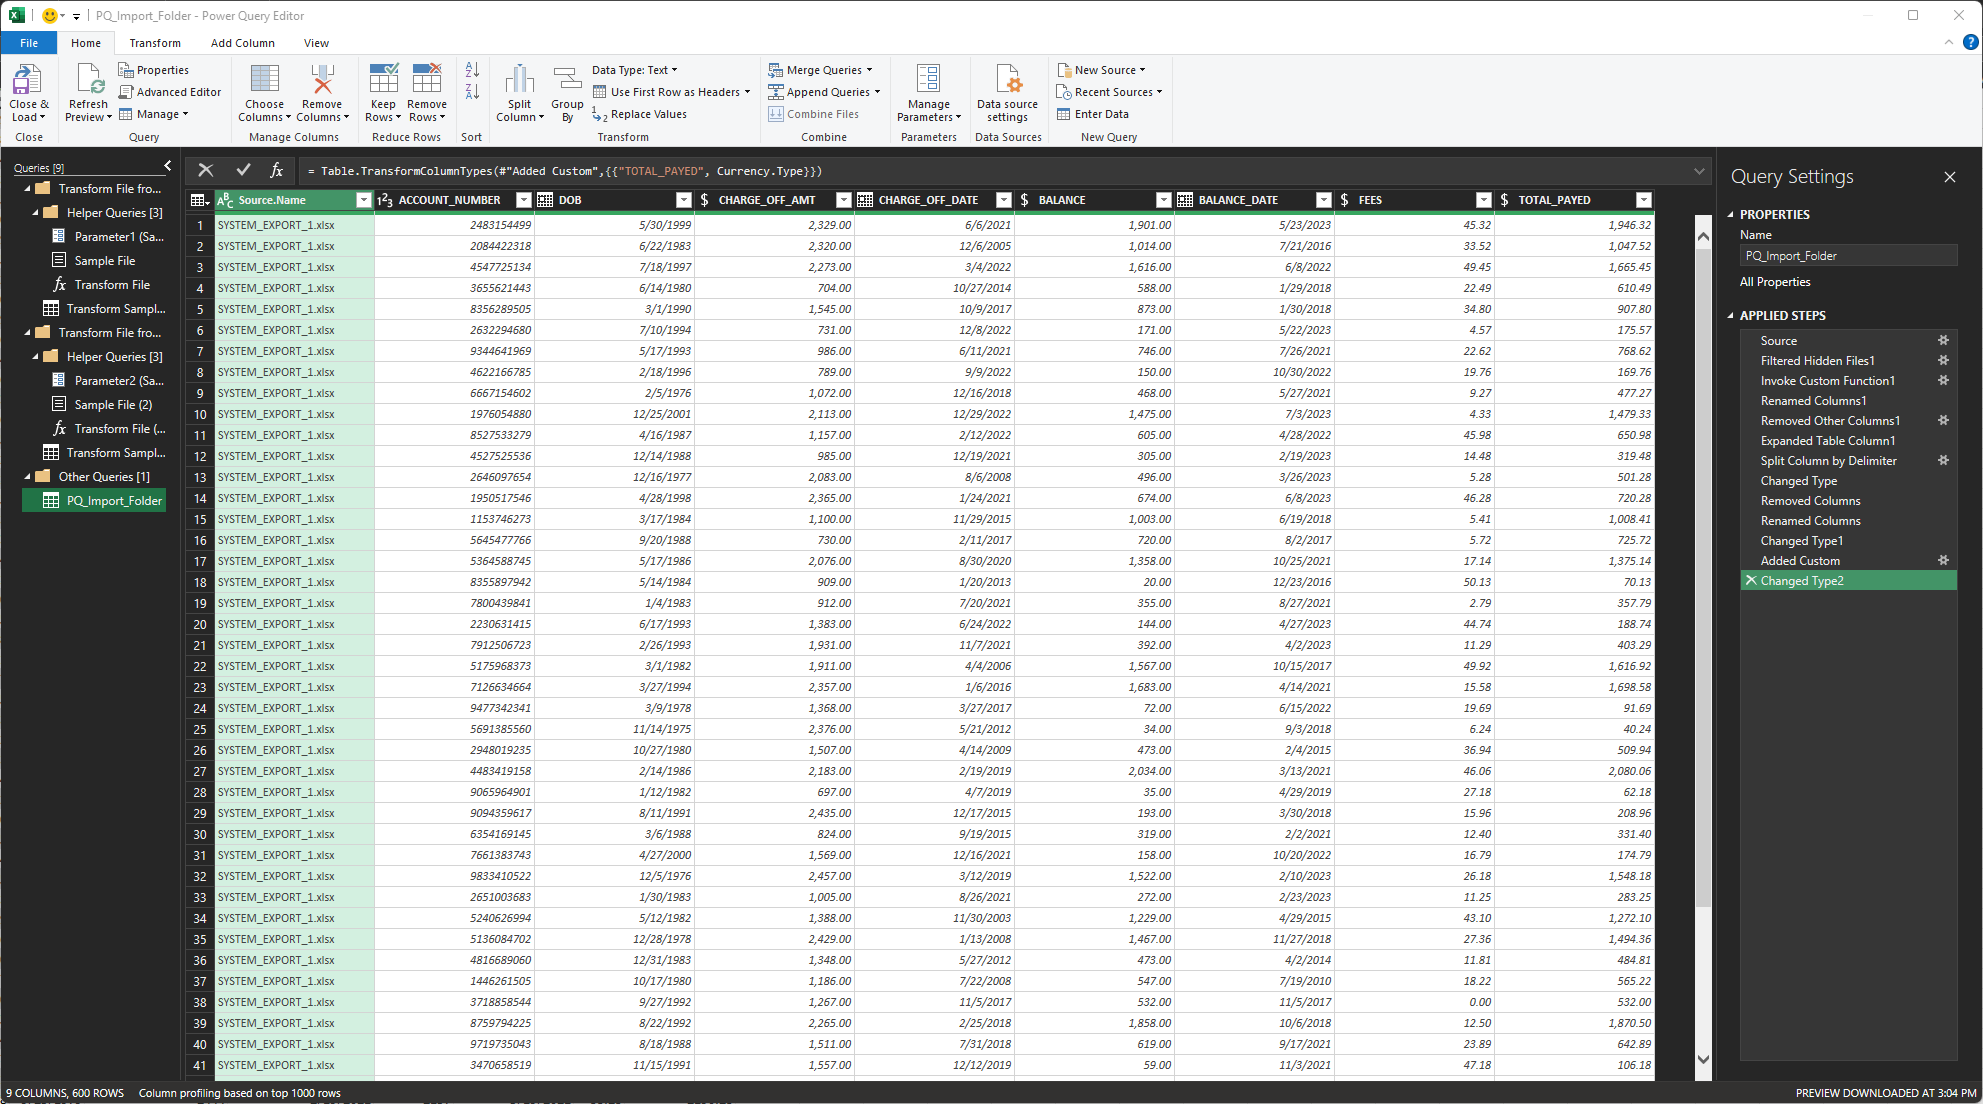 PQ_Import_Folder - Power Query Editor
File Home Transform Add Column View
Close & Load
Close
Refresh Preview
Properties
Advanced Editor
Manage
Query
Choose Columns
Remove Columns
Manage Columns
Keep Rows
Remove Rows
Reduce Rows
Sort
Split Column
Group By
Data Type: Text
Use First Row as Headers
Replace Values
Transform
Merge Queries
Append Queries
Combine Files
Combine
Manage Parameters
Parameters
Data source settings
Data Sources
New Source
Recent Sources
Enter Data
New Query
Queries [9]
Transform File fro...
Helper Queries [3]
Parameter1 (Sa...
Sample File
Transform File
Transform Sampl...
Transform File fro...
Helper Queries [3]
Parameter2 (Sa...
Sample File (2)
Transform File (...
Transform Sampl...
Other Queries [1]
PQ_Import_Folder
= Table.TransformColumnTypes(#"Added Custom",{{"TOTAL_PAYED", Currency.Type}})
Source.Name ACCOUNT_NUMBER DOB CHARGE_OFF_AMT CHARGE_OFF_DATE BALANCE BALANCE_DATE FEES TOTAL_PAYED
1 SYSTEM_EXPORT_1.xlsx 2483154499 5/30/1999 2,329.00 6/6/2021 1,901.00 5/23/2023 45.32 1,946.32
2 SYSTEM_EXPORT_1.xlsx 2084422318 6/22/1983 2,320.00 12/6/2005 1,014.00 7/21/2016 33.52 1,047.52
3 SYSTEM_EXPORT_1.xlsx 4547725134 7/18/1997 2,273.00 3/4/2022 1,616.00 6/8/2022 49.45 1,665.45
4 SYSTEM_EXPORT_1.xlsx 3655621443 6/14/1980 704.00 10/27/2014 588.00 1/29/2018 22.49 610.49
5 SYSTEM_EXPORT_1.xlsx 8356289505 3/1/1990 1,545.00 10/9/2017 873.00 1/30/2018 34.80 907.80
6 SYSTEM_EXPORT_1.xlsx 2632294680 7/10/1994 731.00 12/8/2022 171.00 5/22/2023 4.57 175.57
7 SYSTEM_EXPORT_1.xlsx 9344641969 5/17/1993 986.00 6/11/2021 746.00 7/26/2021 22.62 768.62
8 SYSTEM_EXPORT_1.xlsx 4622166785 2/18/1996 789.00 9/9/2022 150.00 10/30/2022 19.76 169.76
9 SYSTEM_EXPORT_1.xlsx 6667154602 2/5/1976 1,072.00 12/16/2018 468.00 5/27/2021 9.27 477.27
10 SYSTEM_EXPORT_1.xlsx 1976054880 12/25/2001 2,113.00 12/29/2022 1,475.00 7/3/2023 4.33 1,479.33
11 SYSTEM_EXPORT_1.xlsx 8527533279 4/16/1987 1,157.00 2/12/2022 605.00 4/28/2022 45.98 650.98
12 SYSTEM_EXPORT_1.xlsx 4527525536 12/14/1988 985.00 12/19/2021 305.00 2/19/2023 14.48 319.48
13 SYSTEM_EXPORT_1.xlsx 2646097654 12/16/1977 2,083.00 8/6/2008 496.00 3/26/2023 5.28 501.28
14 SYSTEM_EXPORT_1.xlsx 1950517546 4/28/1998 2,365.00 1/24/2021 674.00 6/8/2023 46.28 720.28
15 SYSTEM_EXPORT_1.xlsx 1153746273 3/17/1984 1,100.00 11/29/2015 1,003.00 6/19/2018 5.41 1,008.41
16 SYSTEM_EXPORT_1.xlsx 5645477766 9/20/1988 730.00 2/11/2017 720.00 8/2/2017 5.72 725.72
17 SYSTEM_EXPORT_1.xlsx 5364588745 5/17/1986 2,076.00 8/30/2020 1,358.00 10/25/2021 17.14 1,375.14
18 SYSTEM_EXPORT_1.xlsx 8355897942 5/14/1984 909.00 1/20/2013 20.00 12/23/2016 50.13 70.13
19 SYSTEM_EXPORT_1.xlsx 7800439841 1/4/1983 912.00 7/20/2021 355.00 8/27/2021 2.79 357.79
20 SYSTEM_EXPORT_1.xlsx 2230631415 6/17/1993 1,383.00 6/24/2022 144.00 4/27/2023 44.74 188.74
21 SYSTEM_EXPORT_1.xlsx 7912506723 2/26/1993 1,931.00 11/7/2021 392.00 4/2/2023 11.29 403.29
22 SYSTEM_EXPORT_1.xlsx 5175968373 3/1/1982 1,911.00 4/4/2006 1,567.00 10/15/2017 49.92 1,616.92
23 SYSTEM_EXPORT_1.xlsx 7126634664 3/27/1994 2,357.00 1/6/2016 1,683.00 4/14/2021 15.58 1,698.58
24 SYSTEM_EXPORT_1.xlsx 9477342341 3/9/1978 1,368.00 3/27/2017 72.00 6/15/2022 19.69 91.69
25 SYSTEM_EXPORT_1.xlsx 5691385560 11/14/1975 2,376.00 5/21/2012 34.00 9/3/2018 6.24 40.24
26 SYSTEM_EXPORT_1.xlsx 2948019235 10/27/1980 1,507.00 4/14/2009 473.00 2/4/2015 36.94 509.94
27 SYSTEM_EXPORT_1.xlsx 4483419158 2/14/1986 2,183.00 2/19/2019 2,034.00 3/13/2021 46.06 2,080.06
28 SYSTEM_EXPORT_1.xlsx 9065964901 1/12/1982 697.00 4/7/2019 35.00 4/29/2019 27.18 62.18
29 SYSTEM_EXPORT_1.xlsx 9094359617 8/11/1991 2,435.00 12/17/2015 193.00 3/30/2018 15.96 208.96
30 SYSTEM_EXPORT_1.xlsx 6354169145 3/6/1988 824.00 9/19/2015 319.00 2/2/2021 12.40 331.40
31 SYSTEM_EXPORT_1.xlsx 7661383743 4/27/2000 1,569.00 12/16/2021 158.00 10/20/2022 16.79 174.79
32 SYSTEM_EXPORT_1.xlsx 9833410522 12/5/1976 2,457.00 3/12/2019 1,522.00 2/10/2023 26.18 1,548.18
33 SYSTEM_EXPORT_1.xlsx 2651003683 1/30/1983 1,005.00 8/26/2021 272.00 2/23/2023 11.25 283.25
34 SYSTEM_EXPORT_1.xlsx 5240626994 5/12/1982 1,388.00 11/30/2003 1,229.00 4/29/2015 43.10 1,272.10
35 SYSTEM_EXPORT_1.xlsx 5136084702 12/28/1978 2,429.00 1/13/2008 1,467.00 11/27/2018 27.36 1,494.36
36 SYSTEM_EXPORT_1.xlsx 4816689060 12/31/1983 1,348.00 5/27/2012 473.00 4/2/2014 11.81 484.81
37 SYSTEM_EXPORT_1.xlsx 1446261505 10/17/1980 1,186.00 7/22/2008 547.00 7/19/2010 18.22 565.22
38 SYSTEM_EXPORT_1.xlsx 3718858544 9/27/1992 1,267.00 11/5/2017 532.00 11/5/2017 0.00 532.00
39 SYSTEM_EXPORT_1.xlsx 8759794225 8/22/1992 2,265.00 2/25/2018 1,858.00 10/6/2018 12.50 1,870.50
40 SYSTEM_EXPORT_1.xlsx 9719735043 8/18/1988 1,511.00 7/31/2018 619.00 9/17/2021 23.89 642.89
41 SYSTEM_EXPORT_1.xlsx 3470658519 11/15/1991 1,557.00 12/12/2019 59.00 11/3/2021 47.18 106.18
Query Settings
PROPERTIES
Name
PQ_Import_Folder
All Properties
APPLIED STEPS
Source
Filtered Hidden Files1
Invoke Custom Function1
Renamed Columns1
Removed Other Columns1
Expanded Table Column1
Split Column by Delimiter
Changed Type
Removed Columns
Renamed Columns
Changed Type1
Added Custom
Changed Type2
9 COLUMNS, 600 ROWS Column profiling based on top 1000 rows
PREVIEW DOWNLOADED AT 3:04 PM